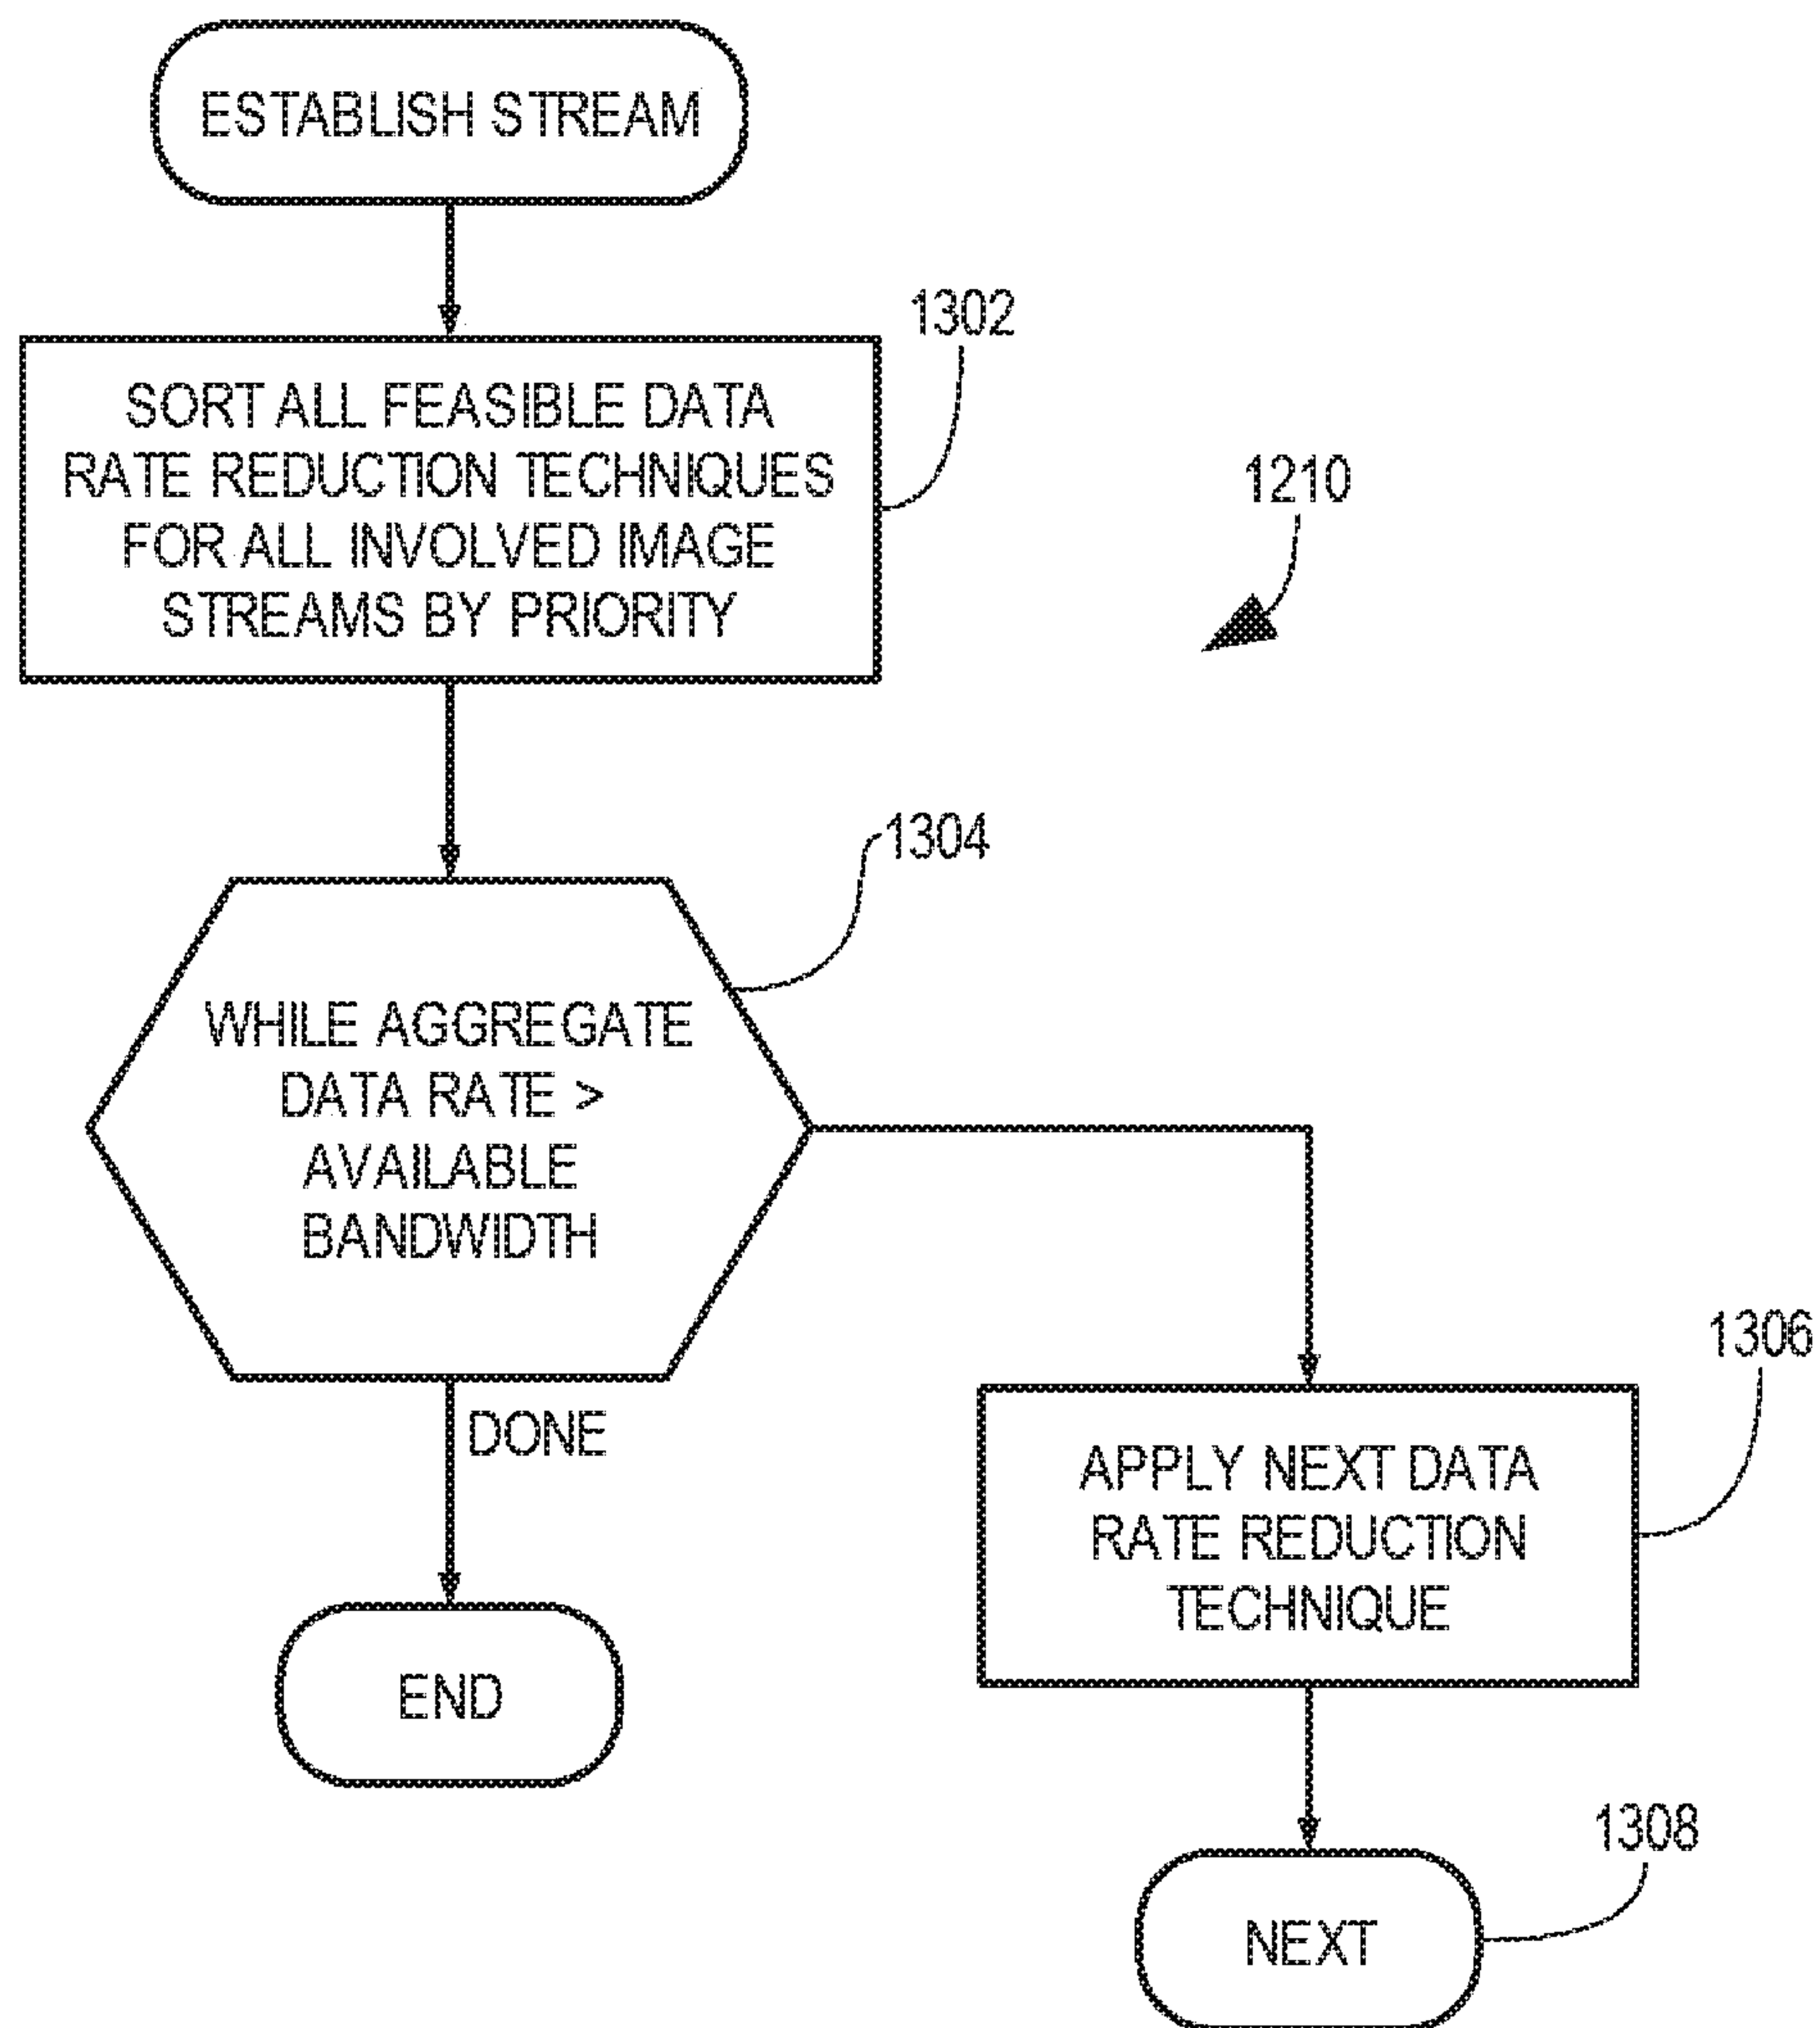 ESTABLISH STREAM
1302
SORT ALL FEASIBLE DATA
RATE REDUCTION TECHNIQUES
FOR ALL INVOLVED IMAGE
STREAMS BY PRIORITY
1210
1304
WHILE AGGREGATE
DATA RATE >
AVAILABLE
BANDWIDTH
DONE
END
1306
APPLY NEXT DATA
RATE REDUCTION
TECHNIQUE
1308
NEXT